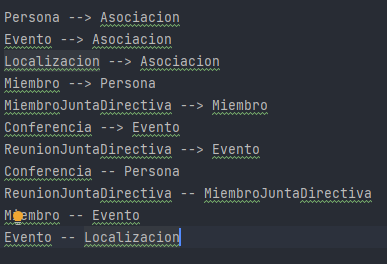 Persona --> Asociacion
Evento --> Asociacion
Localizacion --> Asociacion
Miembro --> Persona
MiembroJuntaDirectiva --> Miembro
Conferencia --> Evento
ReunionJuntaDirectiva --> Evento
Conferencia -- Persona
ReunionJuntaDirectiva -- MiembroJuntaDirectiva
Miembro -- Evento
Evento -- Localizacion